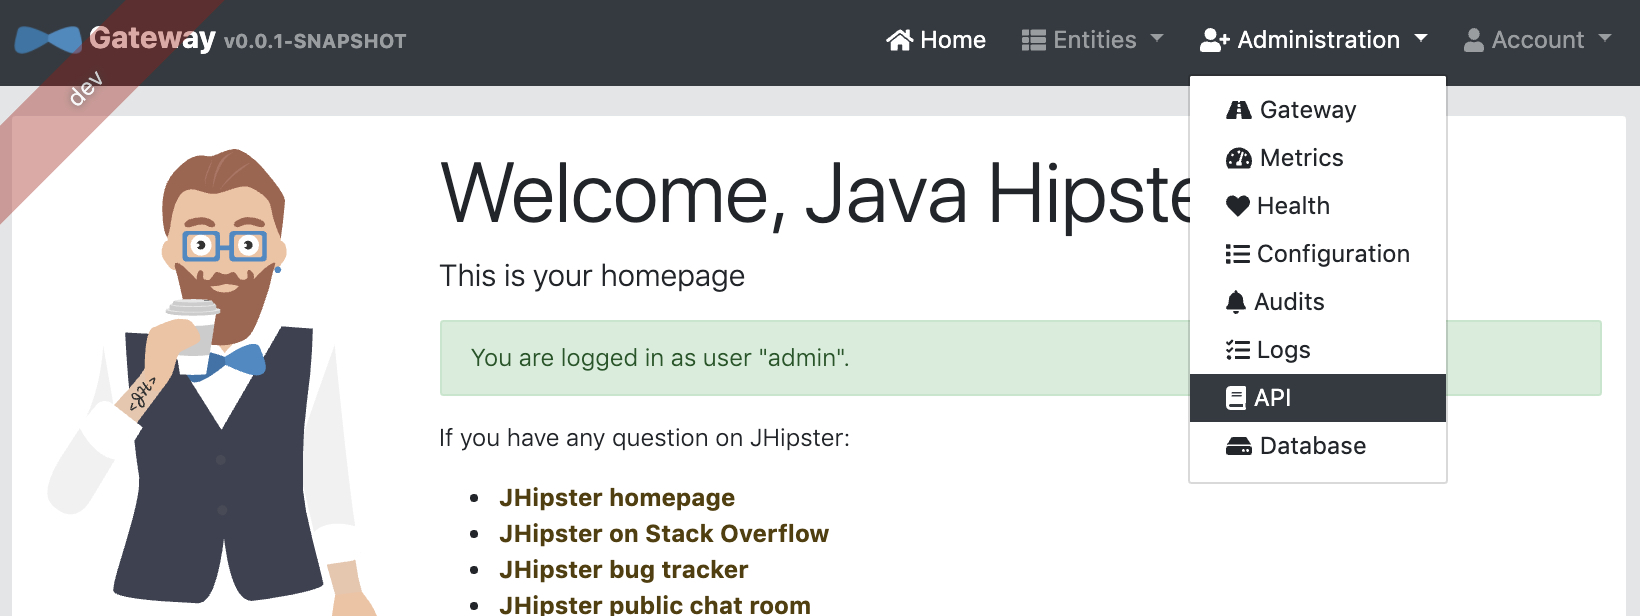 Gateway v0.0.1-SNAPSHOT
Home
Entities
Administration
Account
dev
Gateway
Metrics
Health
Configuration
Audits
Logs
API
Database
Welcome, Java Hipste
This is your homepage
You are logged in as user "admin".
If you have any question on JHipster:
JHipster homepage
JHipster on Stack Overflow
JHipster bug tracker
JHipster public chat room
<JH>